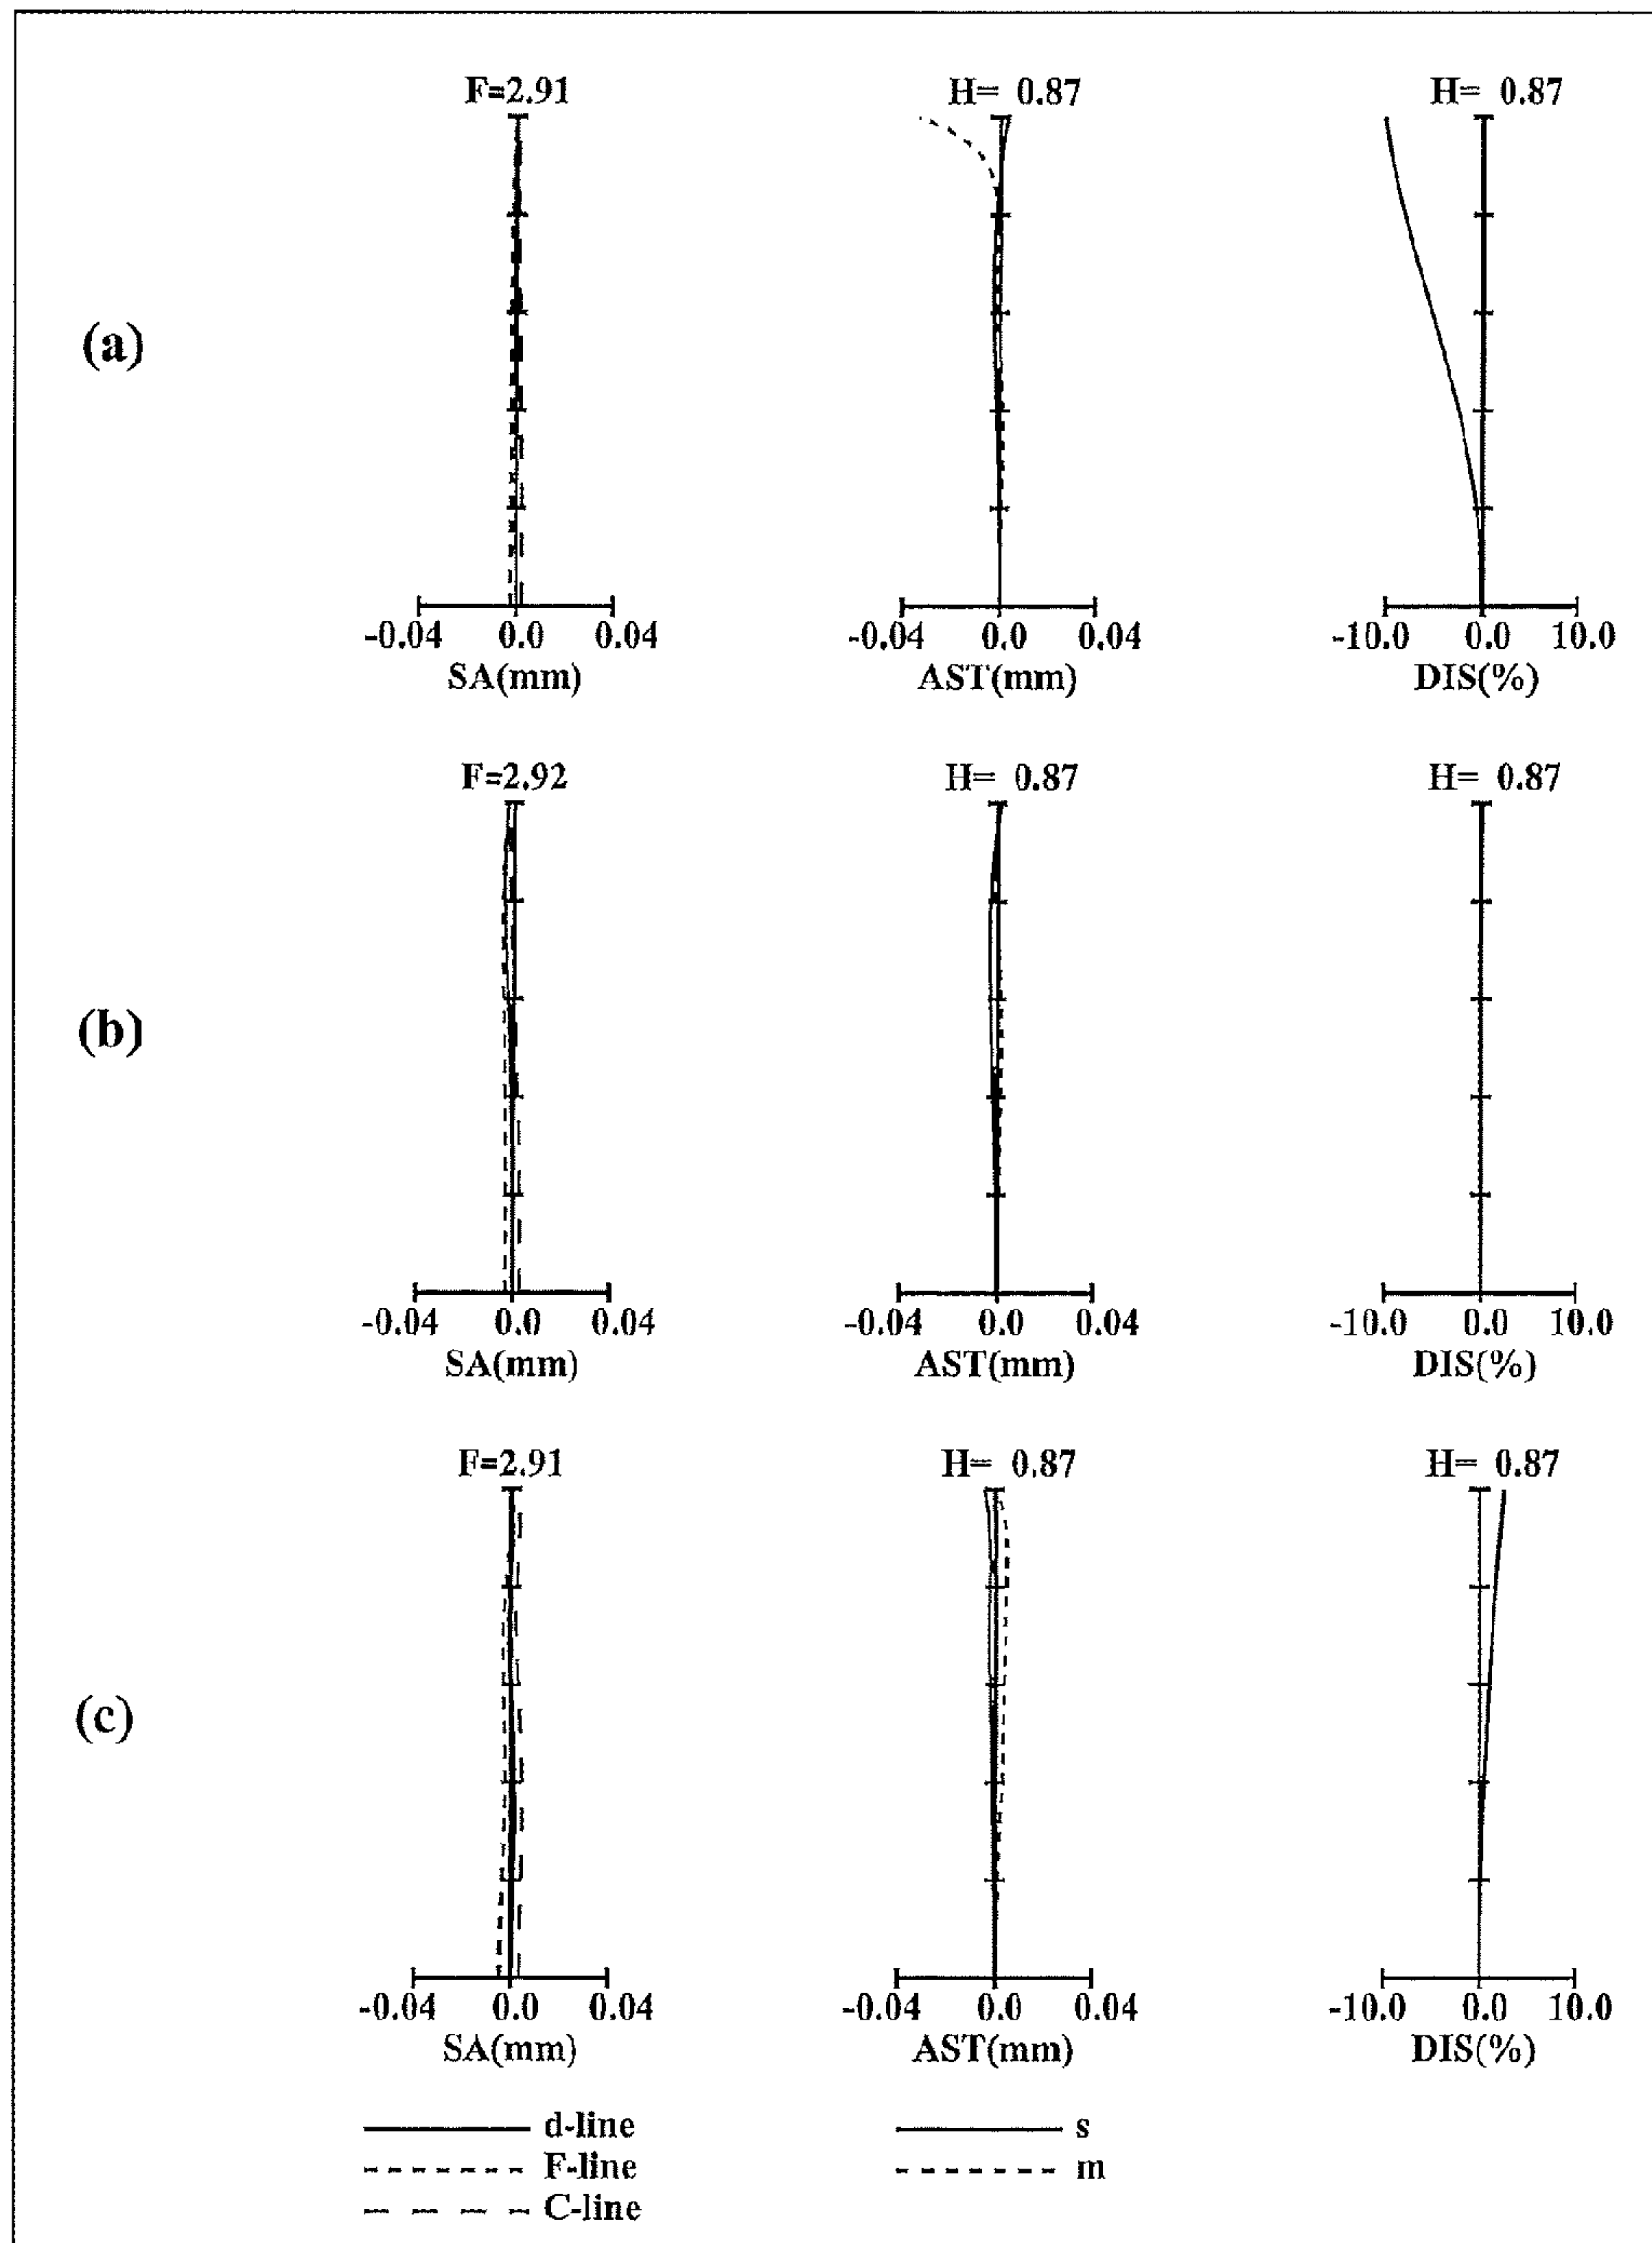 F=2.91 H= 0.87 H= 0.87
(a)
-0.04 0.0 0.04 -0.04 0.0 0.04 -10.0 0.0 10.0
SA(mm) AST(mm) DIS(%)
F=2.92 H= 0.87 H= 0.87
(b)
-0.04 0.0 0.04 -0.04 0.0 0.04 -10.0 0.0 10.0
SA(mm) AST(mm) DIS(%)
F=2.91 H= 0.87 H= 0.87
(c)
-0.04 0.0 0.04 -0.04 0.0 0.04 -10.0 0.0 10.0
SA(mm) AST(mm) DIS(%)
d-line s
F-line m
C-line